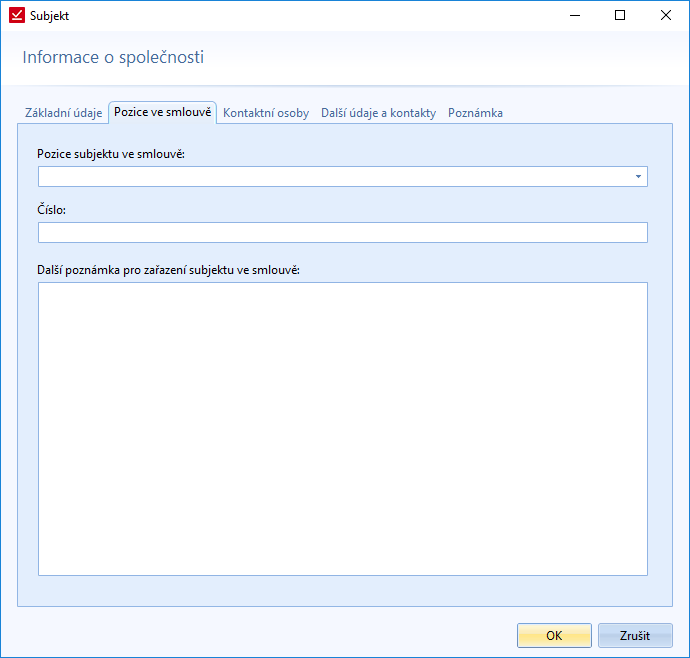 Subjekt
Informace o společnosti
Základní údaje Pozice ve smlouvě Kontaktní osoby Další údaje a kontakty Poznámka
Pozice subjektu ve smlouvě:
Číslo:
Další poznámka pro zařazení subjektu ve smlouvě:
OK Zrušit